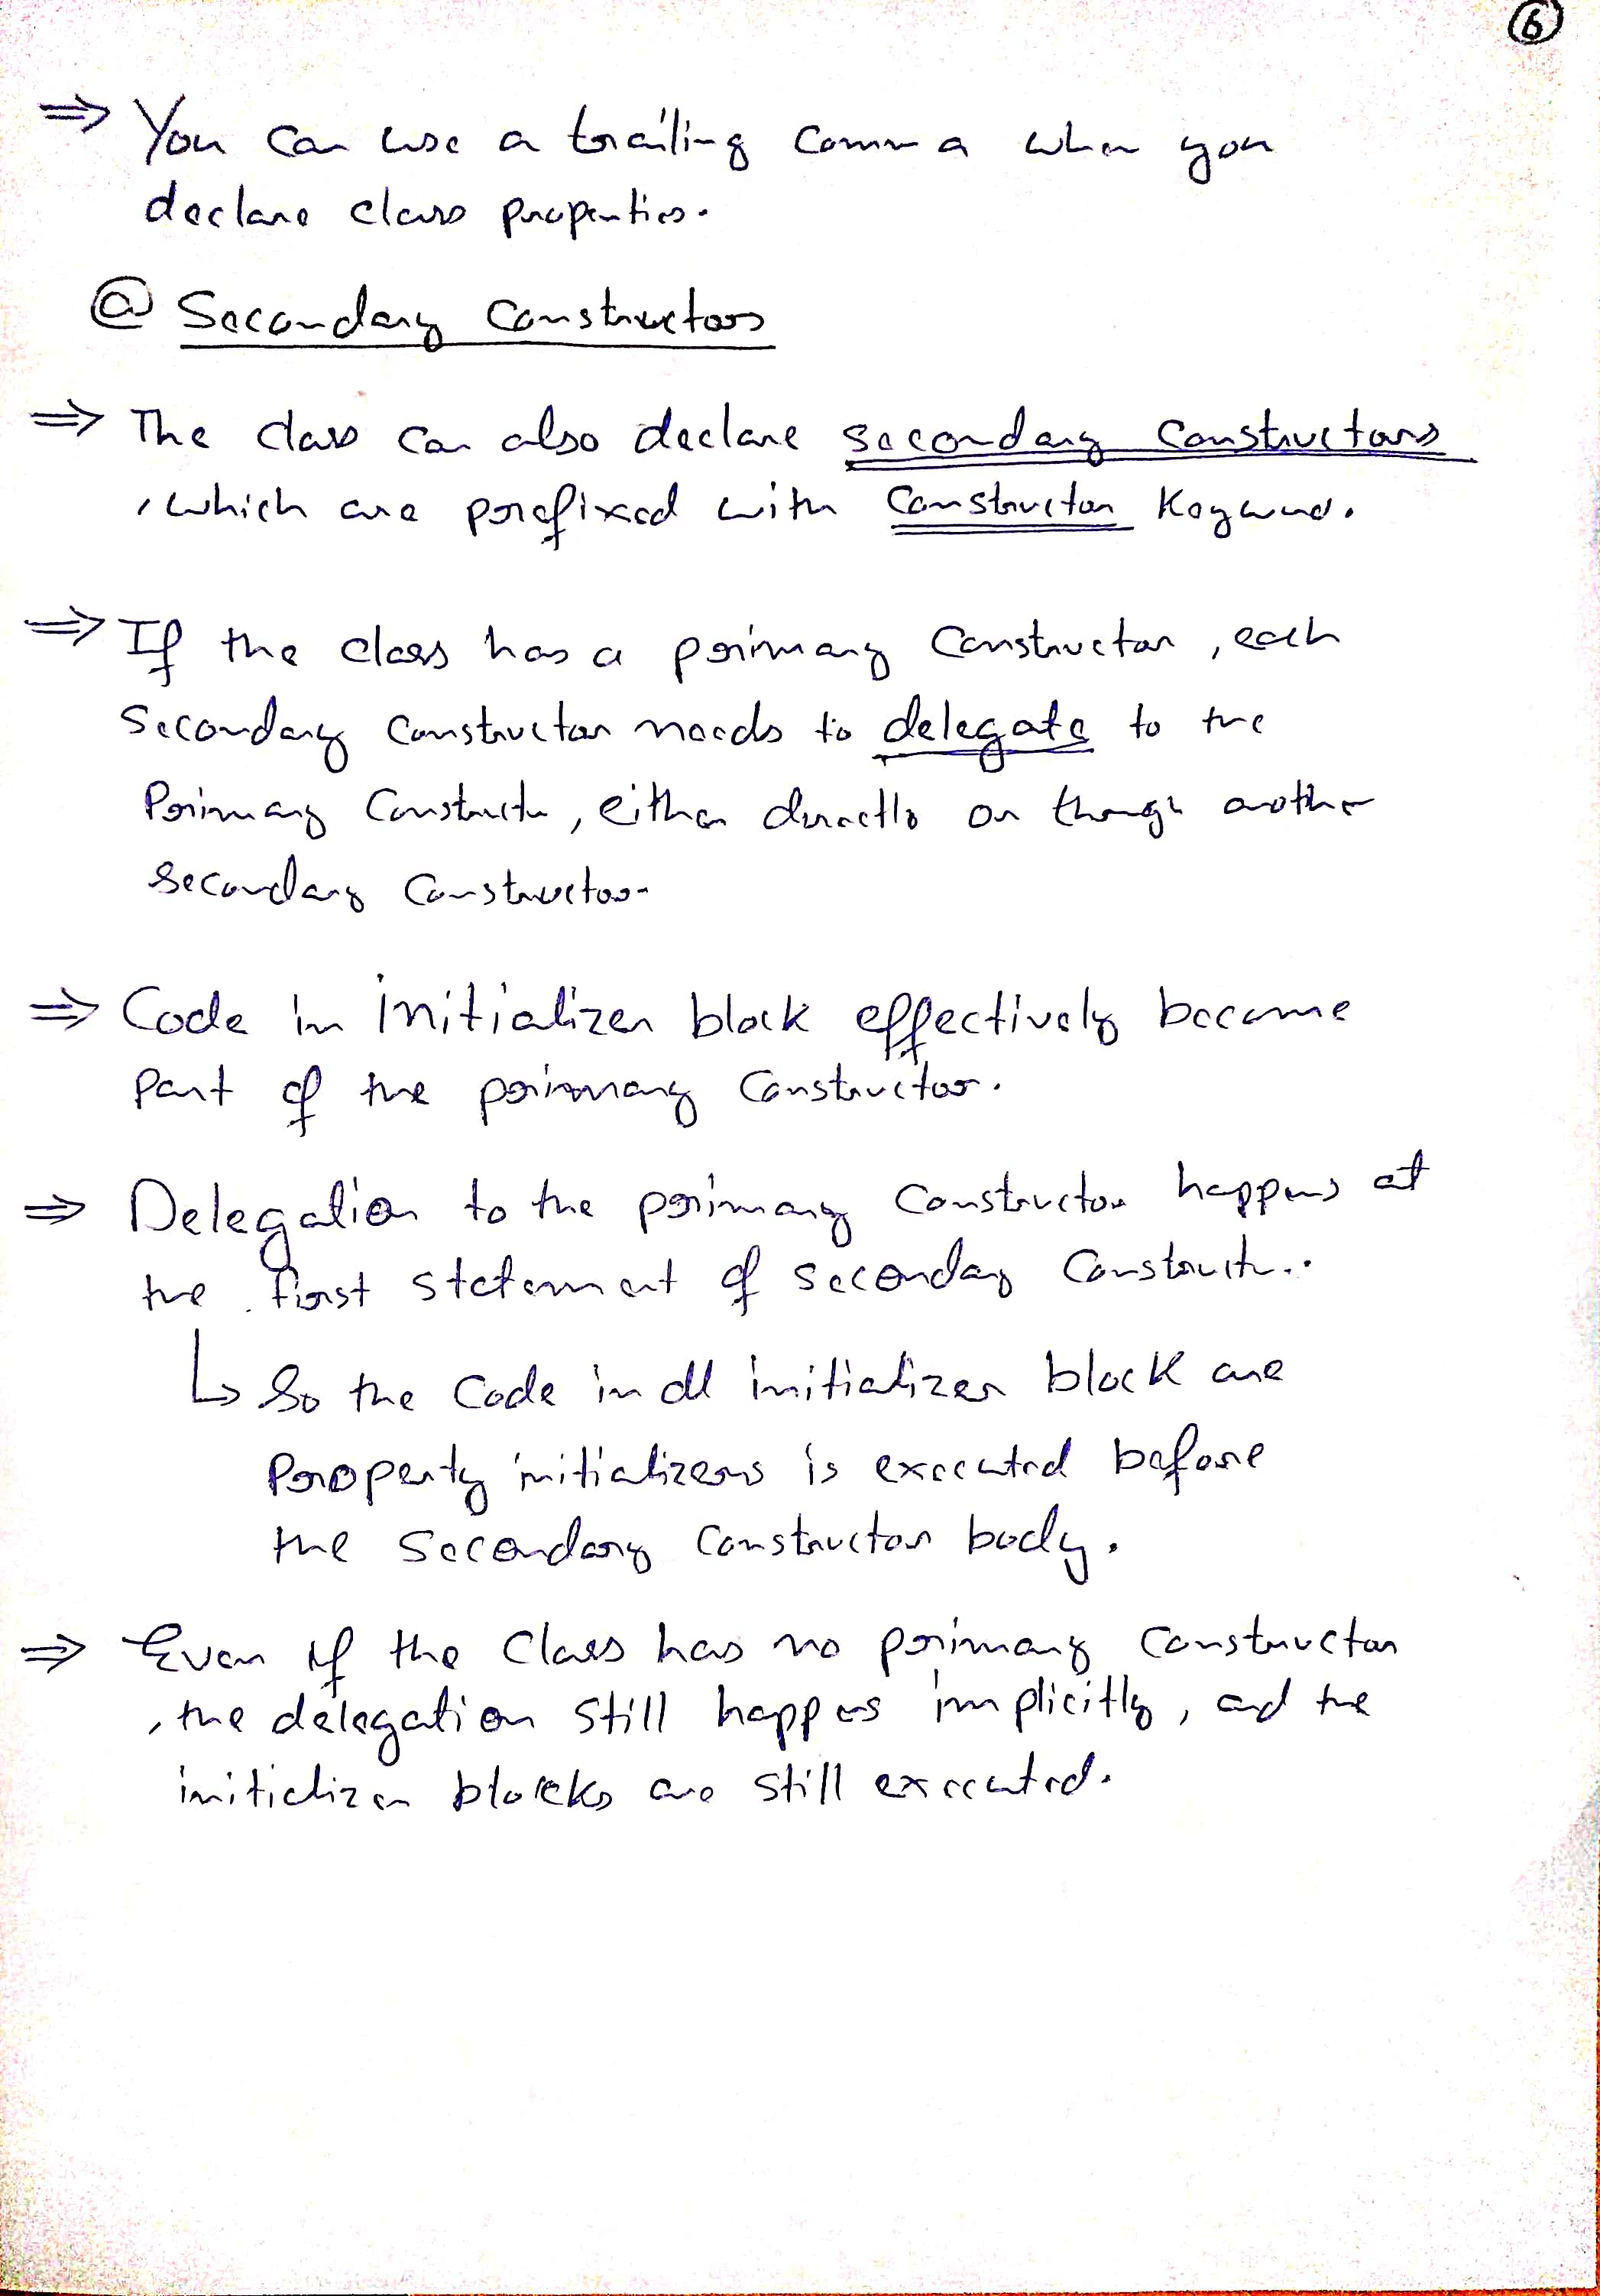 6
⇒ You can use a trailing comma when you
declare class properties.
@ Secondary Constructors
⇒ The class can also declare secondary constructors
, which are prefixed with constructor keyword.
⇒ If the class has a primary constructor, each
secondary constructor needs to delegate to the
Primary Constructor, either directly or through another
Secondary Constructor.
⇒ Code in initializer block effectively become
part of the primary constructor.
⇒ Delegation to the primary constructor happens at
the first statement of secondary constructor.
↳ So the code in all initializer block are
Property initializers is executed before
the secondary constructor body.
⇒ Even if the class has no primary constructor
, the delegation still happens implicitly, and the
initializer blocks are still executed.